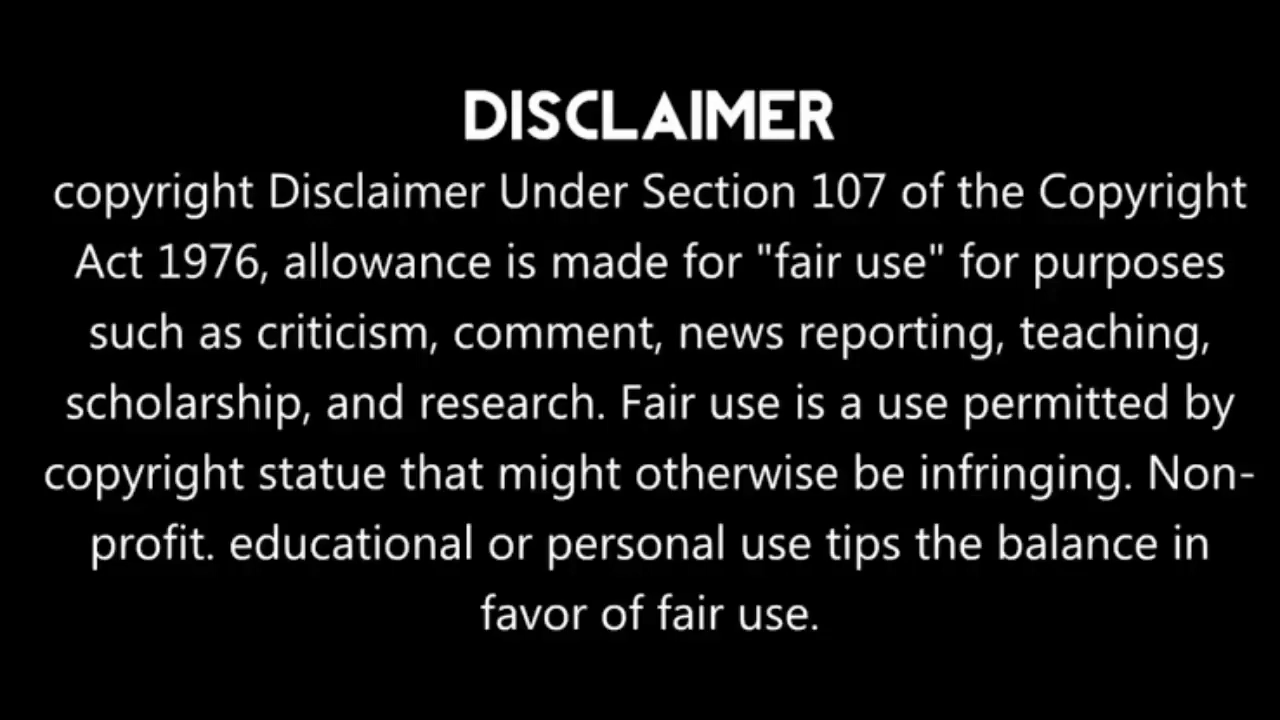 DISCLAIMER
copyright Disclaimer Under Section 107 of the Copyright
Act 1976, allowance is made for "fair use" for purposes
such as criticism, comment, news reporting, teaching,
scholarship, and research. Fair use is a use permitted by
copyright statue that might otherwise be infringing. Non-
profit. educational or personal use tips the balance in
favor of fair use.